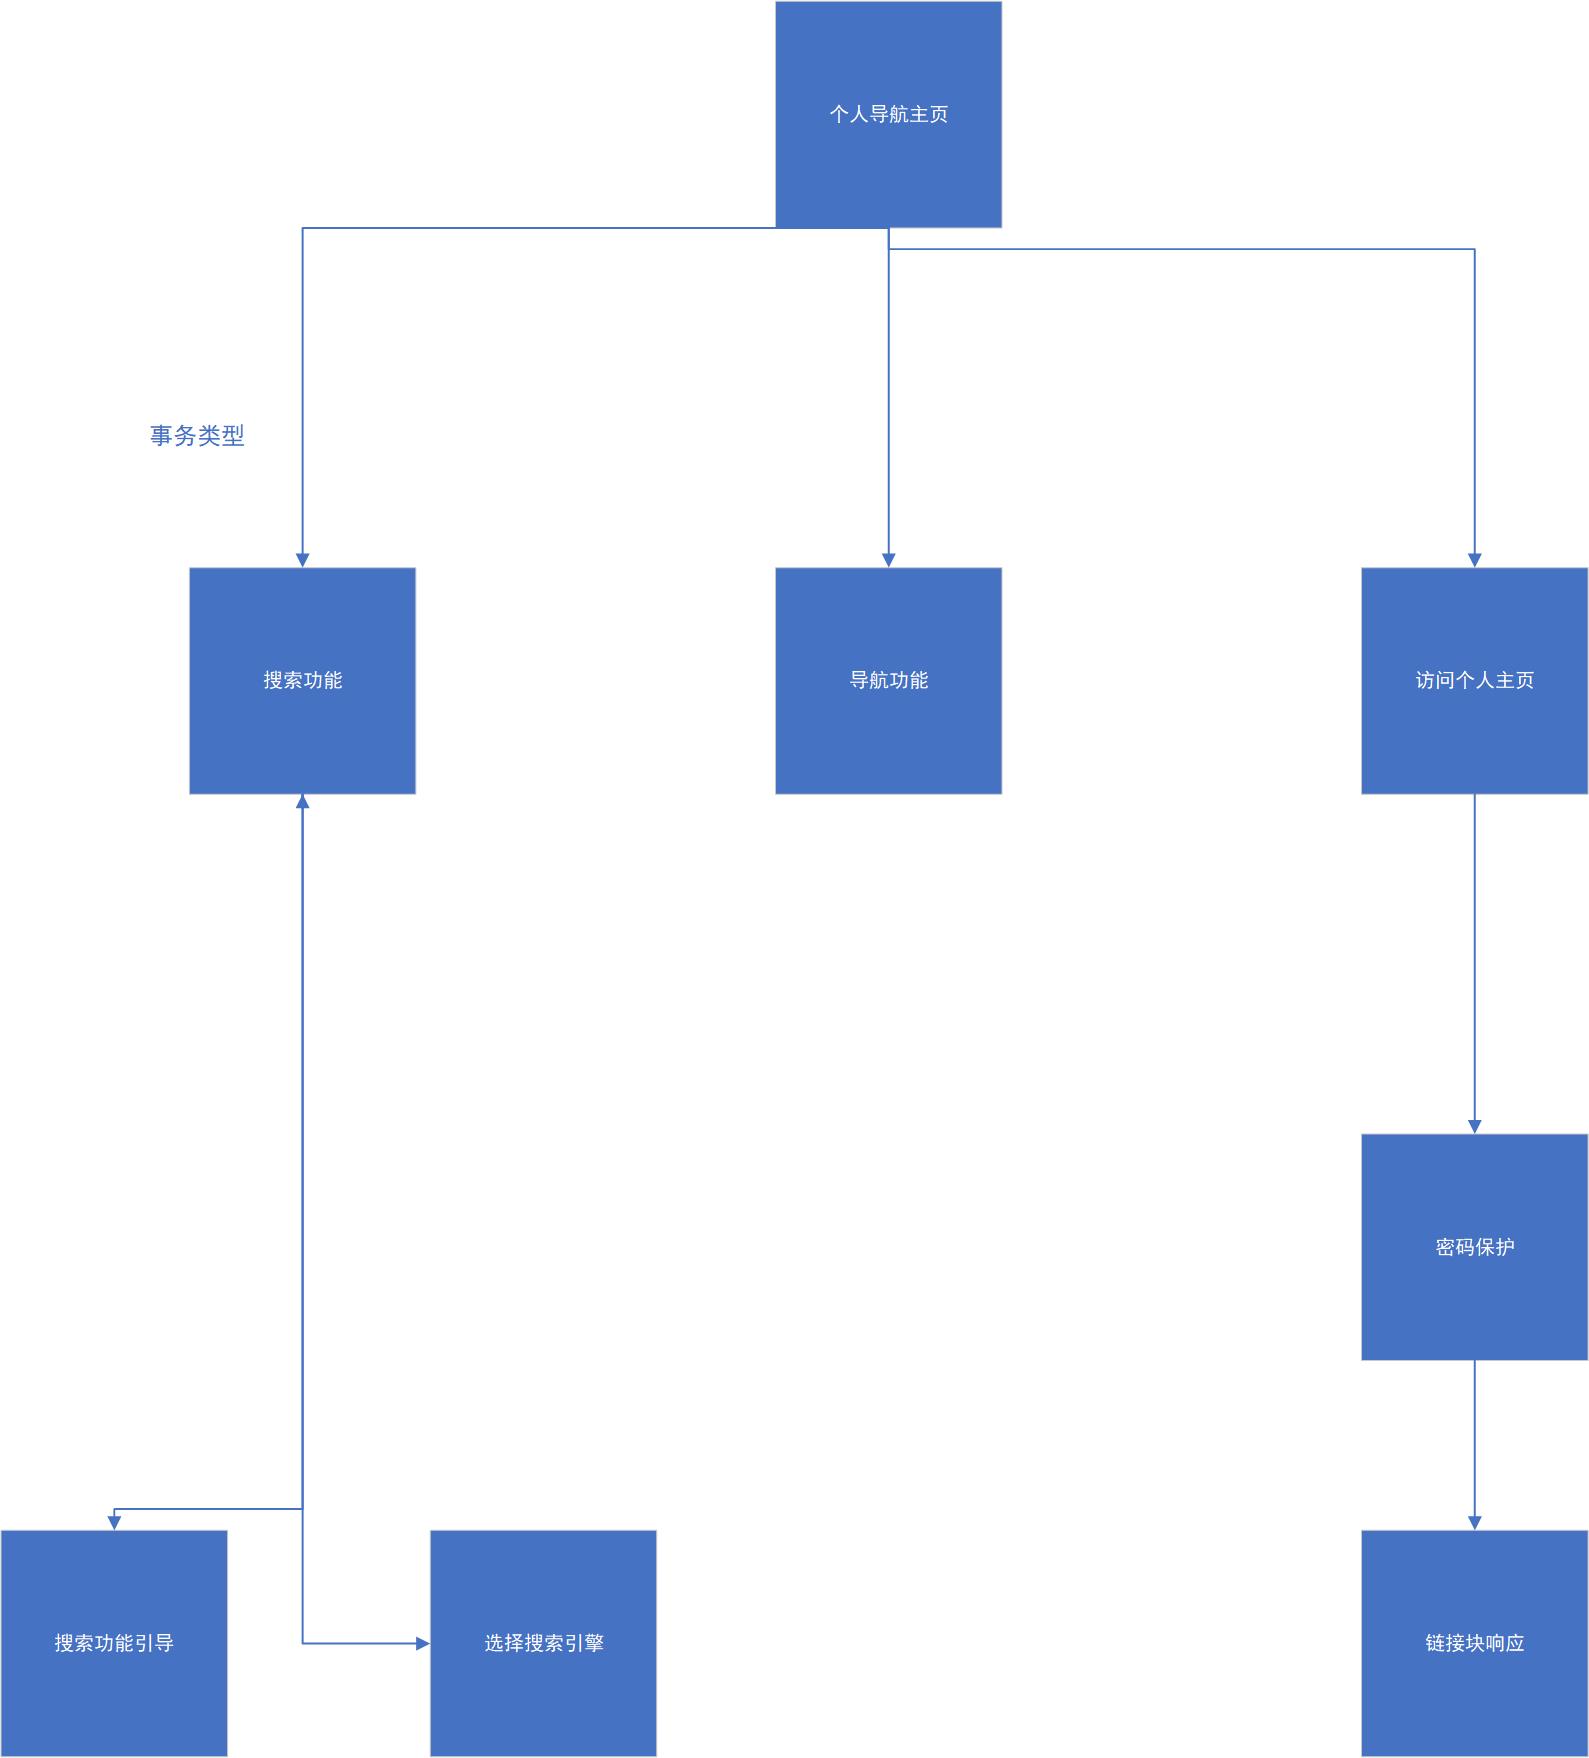 个人导航主页
事务类型
搜索功能
导航功能
访问个人主页
密码保护
搜索功能引导
选择搜索引擎
链接块响应